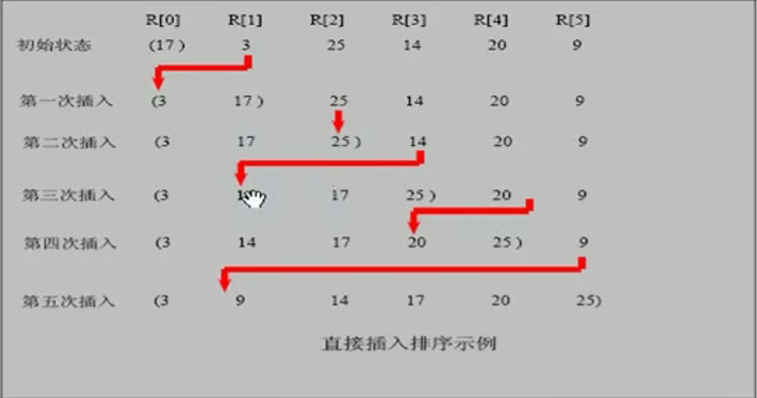 R[0] R[1] R[2] R[3] R[4] R[5]
初始状态 (17) 3 25 14 20 9
第一次插入 (3 17) 25 14 20 9
第二次插入 (3 17 25) 14 20 9
第三次插入 (3 17 25) 20 9
第四次插入 (3 14 17 20 25) 9
第五次插入 (3 9 14 17 20 25)
直接插入排序示例